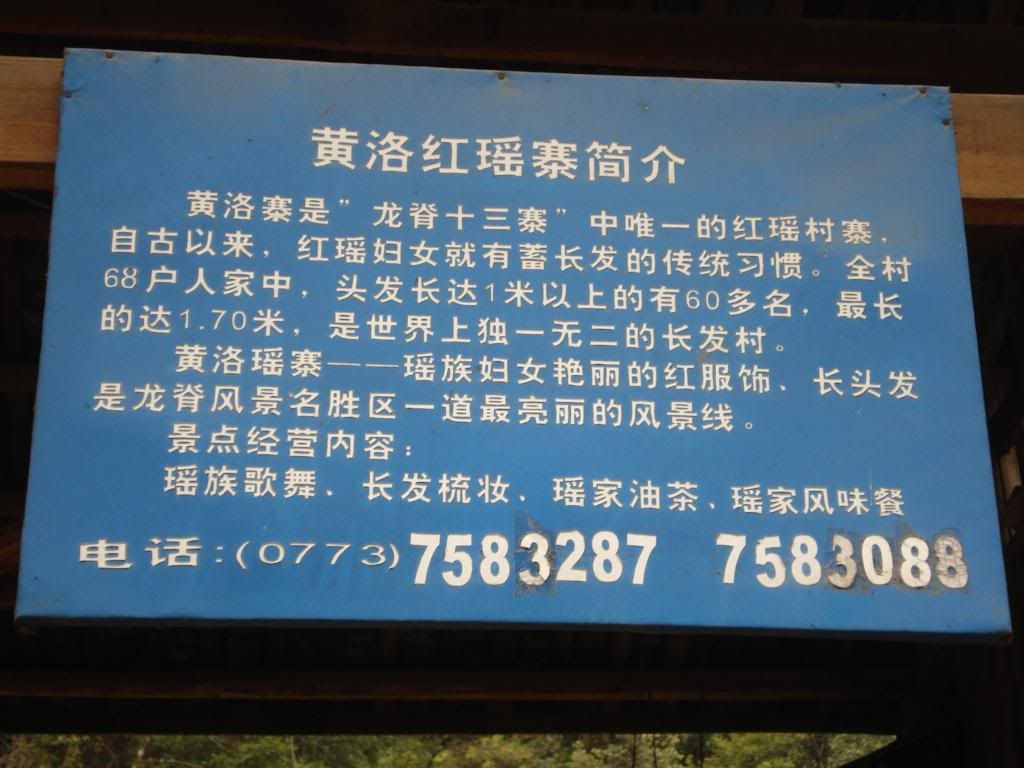 黄洛红瑶寨简介
黄洛寨是”龙脊十三寨”中唯一的红瑶村寨，
自古以来，红瑶妇女就有蓄长发的传统习惯。全村
68户人家中，头发长达1米以上的有60多名，最长
的达1.70米，是世界上独一无二的长发村。
黄洛瑶寨——瑶族妇女艳丽的红服饰、长头发
是龙脊风景名胜区一道最亮丽的风景线。
景点经营内容：
瑶族歌舞、长发梳妆、瑶家油茶、瑶家风味餐
电话:(0773)7583287 7583088